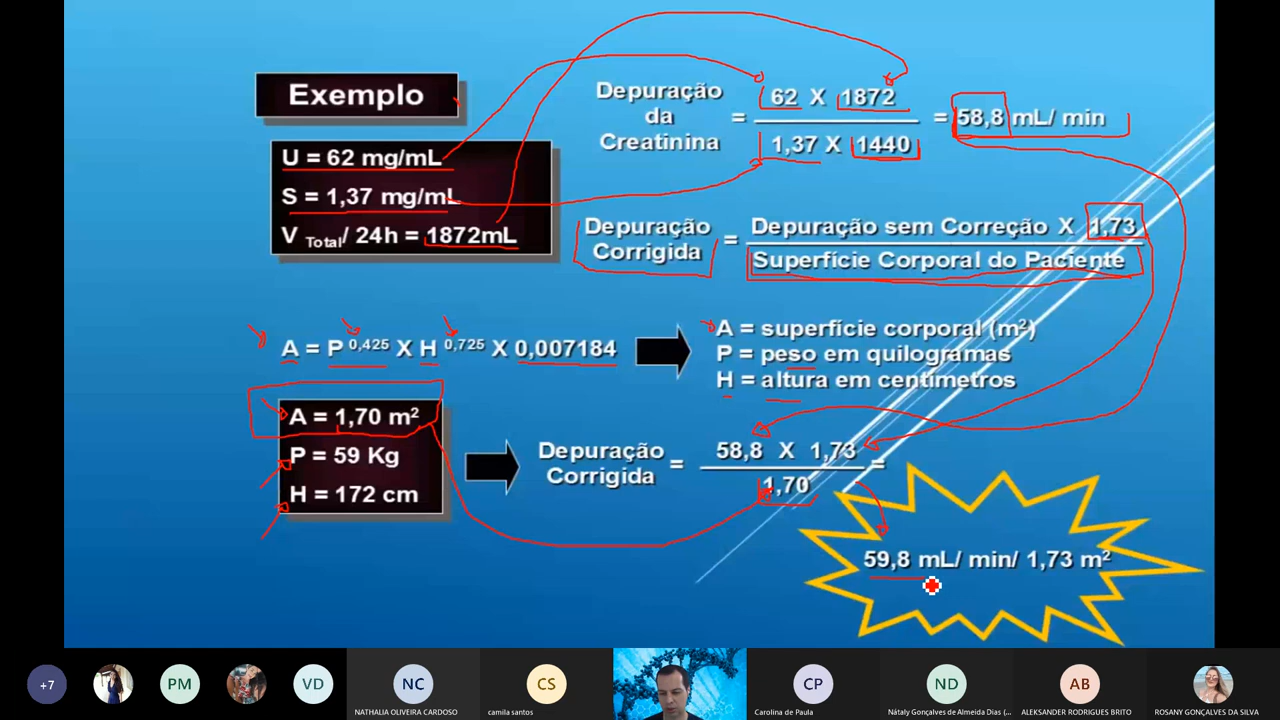 Exemplo
U = 62 mg/mL
S = 1,37 mg/mL
V Total/ 24h = 1872mL
Depuração
da
Creatinina
=
62 X 1872
1,37 X 1440
= 58,8 mL/ min
Depuração
Corrigida
=
Depuração sem Correção X 1,73
Superfície Corporal do Paciente
A = P 0,425 X H 0,725 X 0,007184
A = superfície corporal (m²)
P = peso em quilogramas
H = altura em centímetros
A = 1,70 m²
P = 59 Kg
H = 172 cm
Depuração
Corrigida
=
58,8 X 1,73
1,70
=
59,8 mL/ min/ 1,73 m²
+7
PM
VD
NC
NATHALIA OLIVEIRA CARDOSO
CS
camila santos
CP
Carolina de Paula
ND
Nátaly Gonçalves de Almeida Dias (...
AB
ALEKSANDER RODRIGUES BRITO
ROSANY GONÇALVES DA SILVA